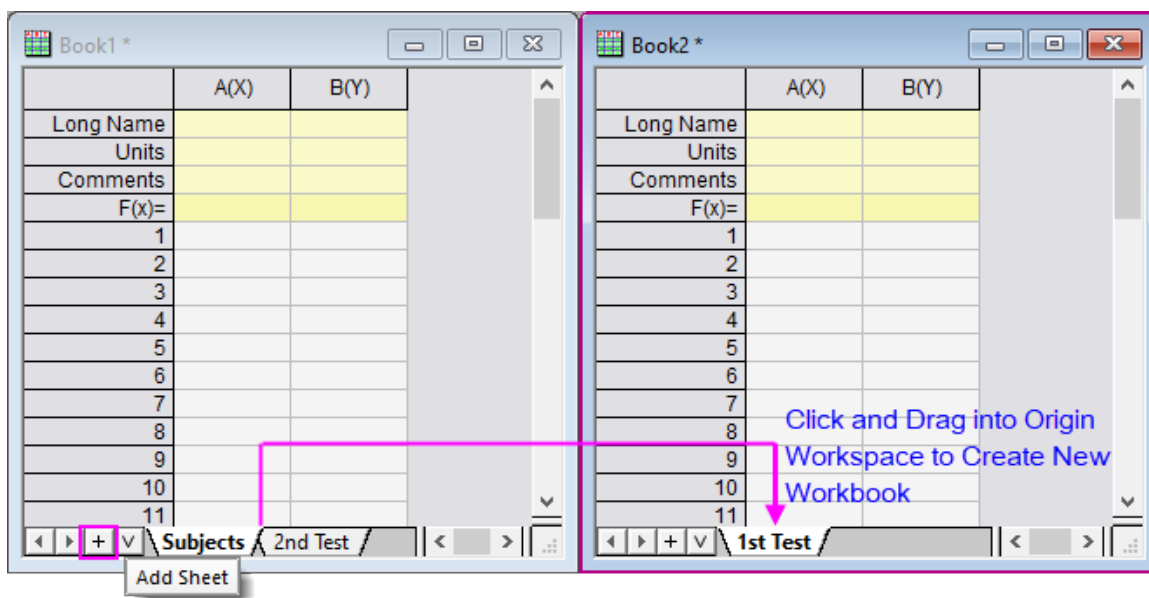 Book1 *
A(X) B(Y)
Long Name
Units
Comments
F(x)=
1
2
3
4
5
6
7
8
9
10
11
+ v Subjects 2nd Test
Add Sheet
Book2 *
A(X) B(Y)
Long Name
Units
Comments
F(x)=
1
2
3
4
5
6
7
8
9
10
11
Click and Drag into Origin
Workspace to Create New
Workbook
+ v 1st Test